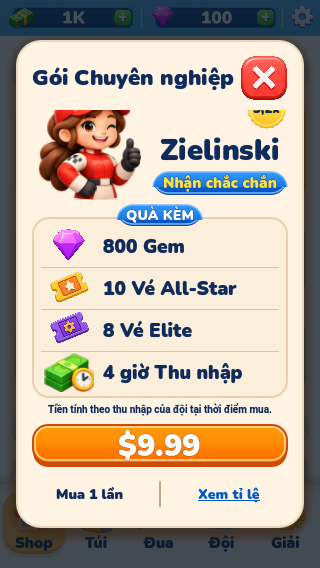 1K
100
Gói Chuyên nghiệp
Zielinski
Nhận chắc chắn
QUÀ KÈM
800 Gem
10 Vé All-Star
8 Vé Elite
4 giờ Thu nhập
Tiền tính theo thu nhập của đội tại thời điểm mua.
$9.99
Mua 1 lần
Xem tỉ lệ
Shop
Túi
Đua
Đội
Giải